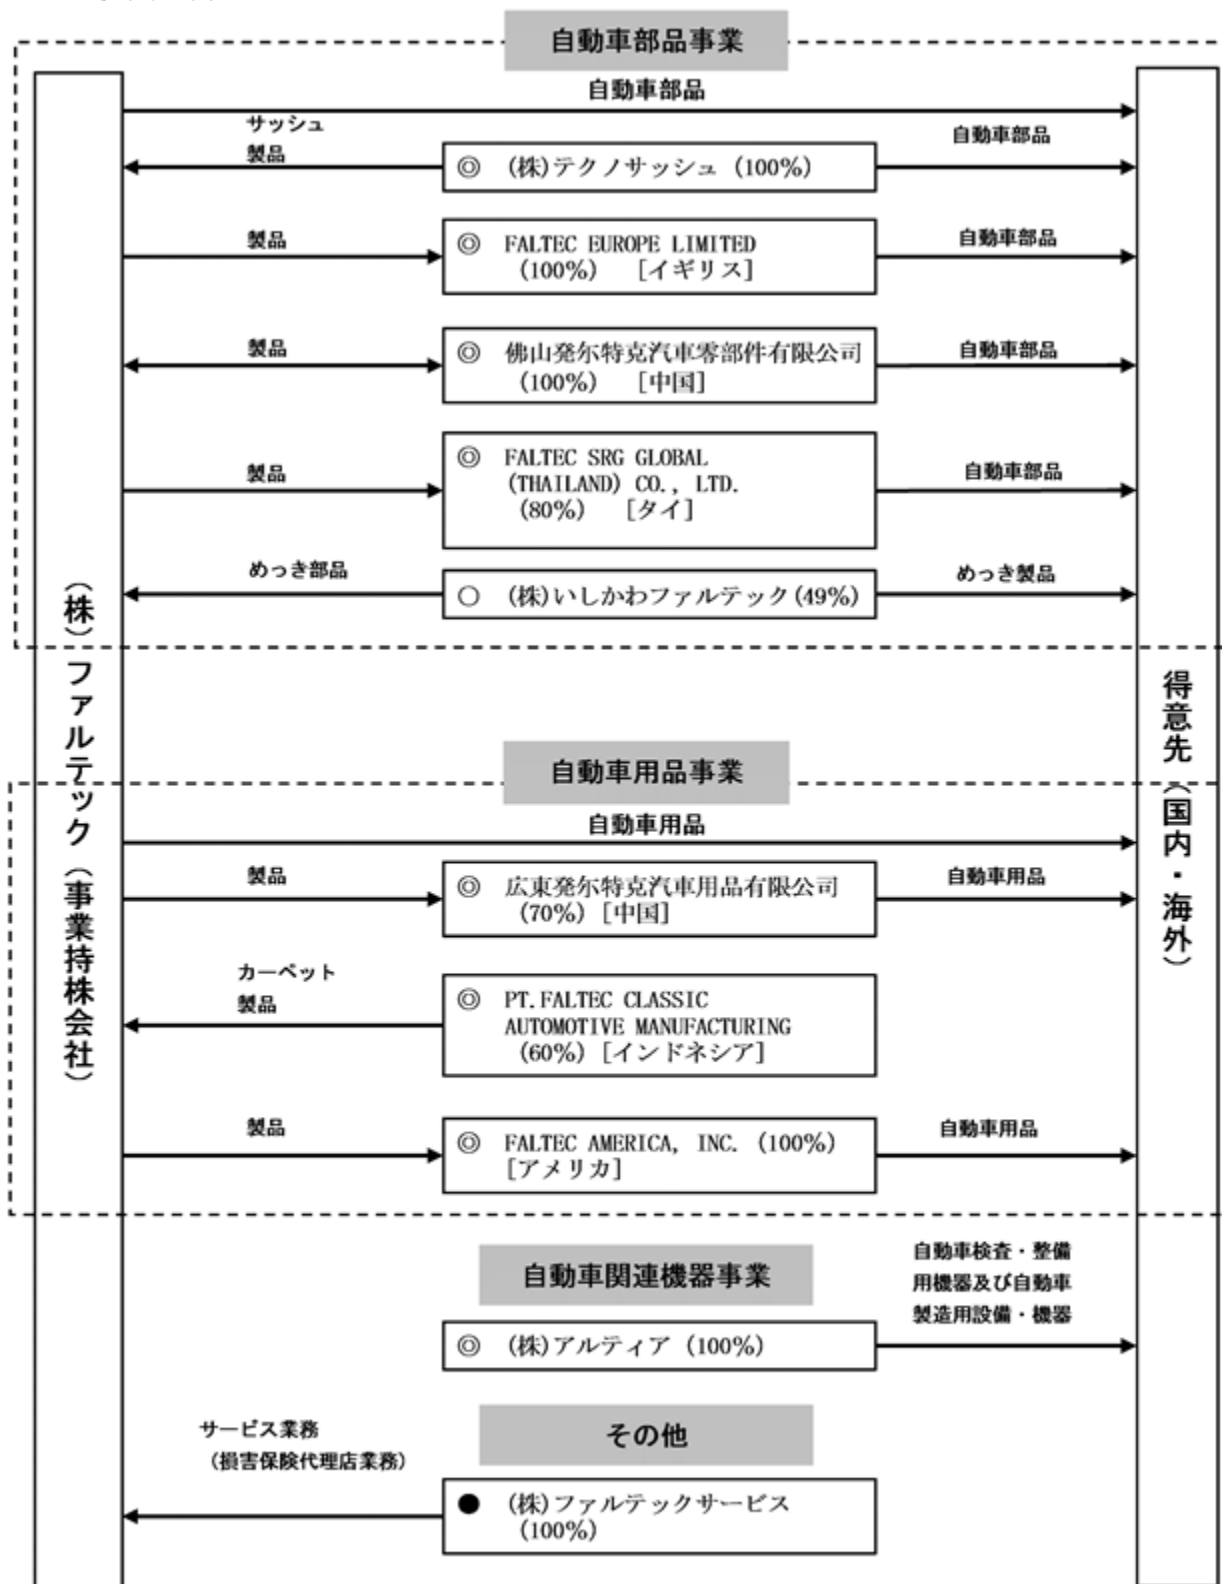 自動車部品事業
自動車部品
サッシュ
製品
◎ (株)テクノサッシュ (100%)
自動車部品
製品
◎ FALTEC EUROPE LIMITED
(100%) [イギリス]
自動車部品
製品
◎ 佛山発尓特克汽車零部件有限公司
(100%) [中国]
自動車部品
製品
◎ FALTEC SRG GLOBAL
(THAILAND) CO., LTD.
(80%) [タイ]
自動車部品
めっき部品
○ (株)いしかわファルテック(49%)
めっき製品
(株)ファルテック(事業持株会社)
得意先(国内・海外)
自動車用品事業
自動車用品
製品
◎ 広東発尓特克汽車用品有限公司
(70%) [中国]
自動車用品
カーペット
製品
◎ PT.FALTEC CLASSIC
AUTOMOTIVE MANUFACTURING
(60%) [インドネシア]
製品
◎ FALTEC AMERICA, INC. (100%)
[アメリカ]
自動車用品
自動車関連機器事業
◎ (株)アルティア (100%)
自動車検査・整備
用機器及び自動車
製造用設備・機器
その他
サービス業務
(損害保険代理店業務)
● (株)ファルテックサービス
(100%)